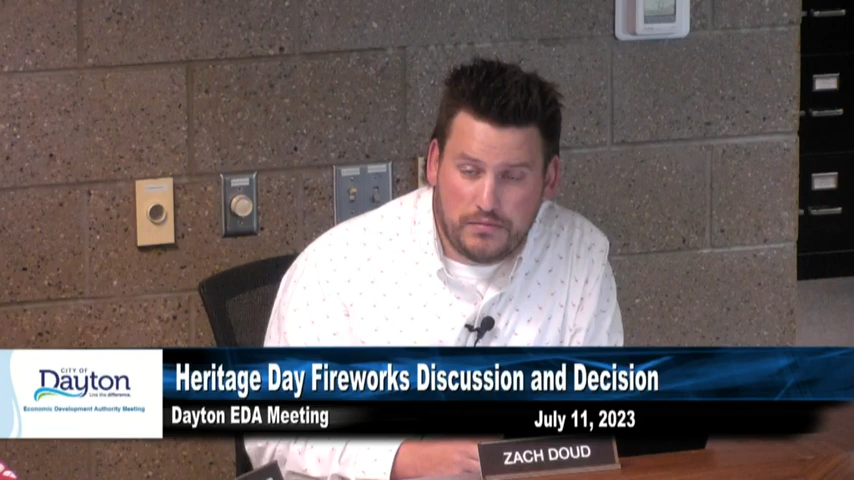 CITY OF
Dayton
Live the difference.
Economic Development Authority Meeting
Heritage Day Fireworks Discussion and Decision
Dayton EDA Meeting
July 11, 2023
ZACH DOUD